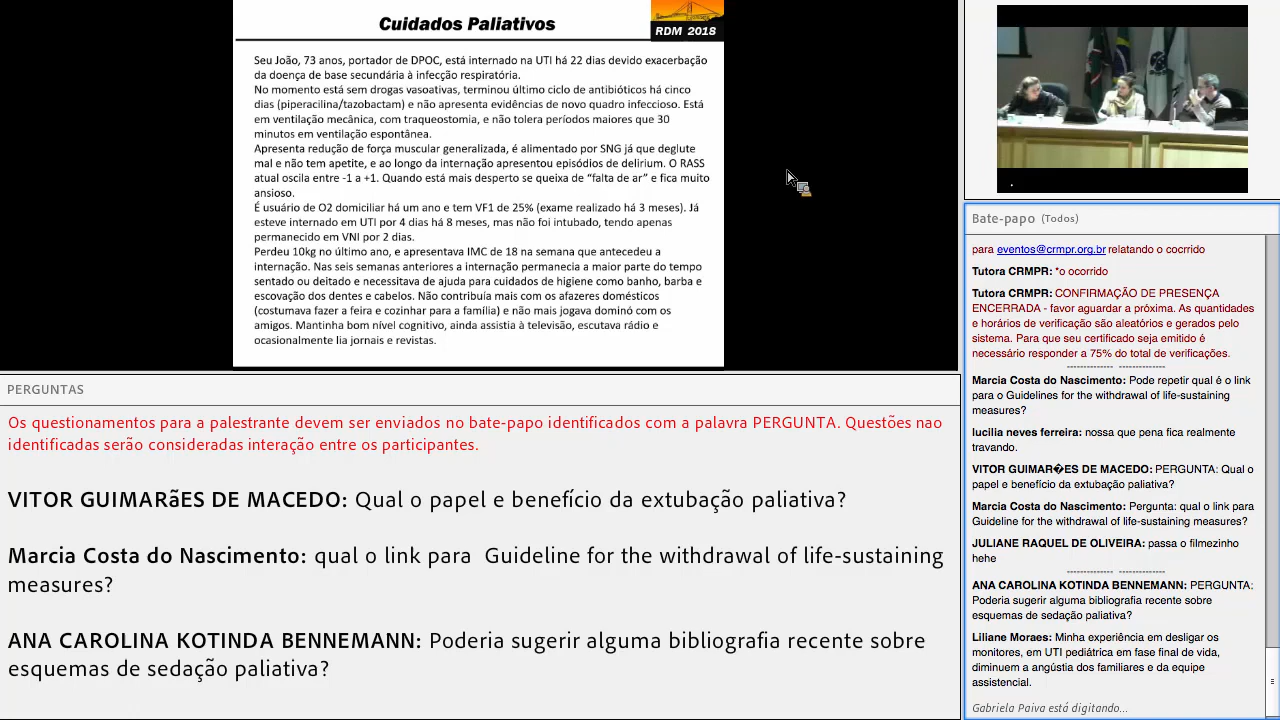 Cuidados Paliativos
RDM 2018
Seu João, 73 anos, portador de DPOC, está internado na UTI há 22 dias devido exacerbação
da doença de base secundária à infecção respiratória.
No momento está sem drogas vasoativas, terminou último ciclo de antibióticos há cinco
dias (piperacilina/tazobactam) e não apresenta evidências de novo quadro infeccioso. Está
em ventilação mecânica, com traqueostomia, e não tolera períodos maiores que 30
minutos em ventilação espontânea.
Apresenta redução de força muscular generalizada, é alimentado por SNG já que deglute
mal e não tem apetite, e ao longo da internação apresentou episódios de delirium. O RASS
atual oscila entre -1 a +1. Quando está mais desperto se queixa de “falta de ar” e fica muito
ansioso.
É usuário de O2 domiciliar há um ano e tem VF1 de 25% (exame realizado há 3 meses). Já
esteve internado em UTI por 4 dias há 8 meses, mas não foi intubado, tendo apenas
permanecido em VNI por 2 dias.
Perdeu 10kg no último ano, e apresentava IMC de 18 na semana que antecedeu a
internação. Nas seis semanas anteriores a internação permanecia a maior parte do tempo
sentado ou deitado e necessitava de ajuda para cuidados de higiene como banho, barba e
escovação dos dentes e cabelos. Não contribuía mais com os afazeres domésticos
(costumava fazer a feira e cozinhar para a família) e não mais jogava dominó com os
amigos. Mantinha bom nível cognitivo, ainda assistia à televisão, escutava rádio e
ocasionalmente lia jornais e revistas.
PERGUNTAS
Os questionamentos para a palestrante devem ser enviados no bate-papo identificados com a palavra PERGUNTA. Questões nao
identificadas serão consideradas interação entre os participantes.
VITOR GUIMARãES DE MACEDO: Qual o papel e benefício da extubação paliativa?
Marcia Costa do Nascimento: qual o link para  Guideline for the withdrawal of life-sustaining
measures?
ANA CAROLINA KOTINDA BENNEMANN: Poderia sugerir alguma bibliografia recente sobre
esquemas de sedação paliativa?
Bate-papo (Todos)
para eventos@crmpr.org.br relatando o cocrrido
Tutora CRMPR: *o ocorrido
Tutora CRMPR: CONFIRMAÇÃO DE PRESENÇA
ENCERRADA - favor aguardar a próxima. As quantidades
e horários de verificação são aleatórios e gerados pelo
sistema. Para que seu certificado seja emitido é
necessário responder a 75% do total de verificações.
-------------- --------------
Marcia Costa do Nascimento: Pode repetir qual é o link
para o Guidelines for the withdrawal of life-sustaining
measures?
lucilia neves ferreira: nossa que pena fica realmente
travando.
VITOR GUIMAR�ES DE MACEDO: PERGUNTA: Qual o
papel e benefício da extubação paliativa?
Marcia Costa do Nascimento: Pergunta: qual o link para
Guideline for the withdrawal of life-sustaining measures?
JULIANE RAQUEL DE OLIVEIRA: passa o filmezinho
hehe
-------------- --------------
ANA CAROLINA KOTINDA BENNEMANN: PERGUNTA:
Poderia sugerir alguma bibliografia recente sobre
esquemas de sedação paliativa?
Liliane Moraes: Minha experiência em desligar os
monitores, em UTI pediátrica em fase final de vida,
diminuem a angústia dos familiares e da equipe
assistencial.
Gabriela Paiva está digitando...